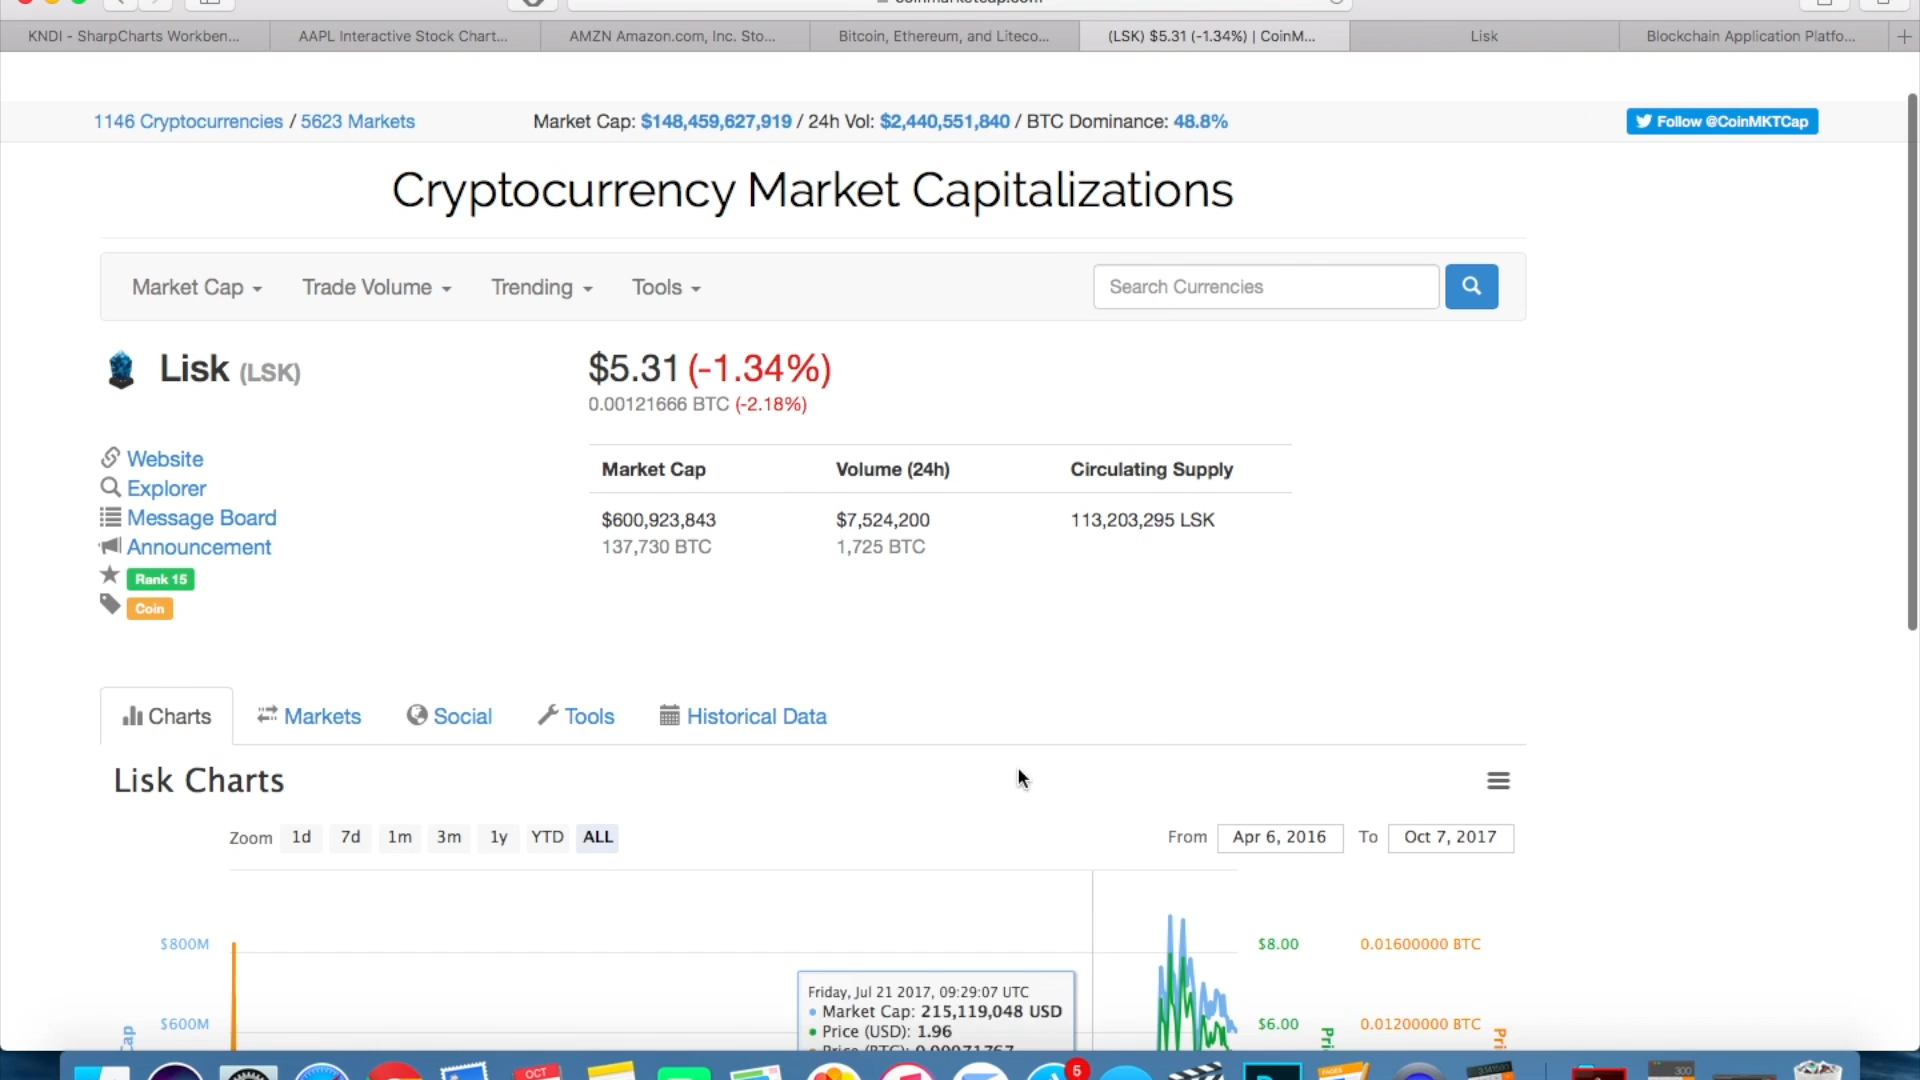 KNDI - SharpCharts Workben... AAPL Interactive Stock Chart... AMZN Amazon.com, Inc. Sto... Bitcoin, Ethereum, and Liteco... (LSK) $5.31 (-1.34%) | CoinM... Lisk Blockchain Application Platfo...
1146 Cryptocurrencies / 5623 Markets Market Cap: $148,459,627,919 / 24h Vol: $2,440,551,840 / BTC Dominance: 48.8% Follow @CoinMKTCap
Cryptocurrency Market Capitalizations
Market Cap Trade Volume Trending Tools Search Currencies
Lisk (LSK) $5.31 (-1.34%)
0.00121666 BTC (-2.18%)
Website
Explorer
Message Board
Announcement
Rank 15
Coin
Market Cap Volume (24h) Circulating Supply
$600,923,843 $7,524,200 113,203,295 LSK
137,730 BTC 1,725 BTC
Charts Markets Social Tools Historical Data
Lisk Charts
Zoom 1d 7d 1m 3m 1y YTD ALL From Apr 6, 2016 To Oct 7, 2017
$800M $8.00 0.01600000 BTC
Friday, Jul 21 2017, 09:29:07 UTC
Market Cap: 215,119,048 USD
$600M $6.00 0.01200000 BTC
Price (USD): 1.96
OCT
5
PAGES
300